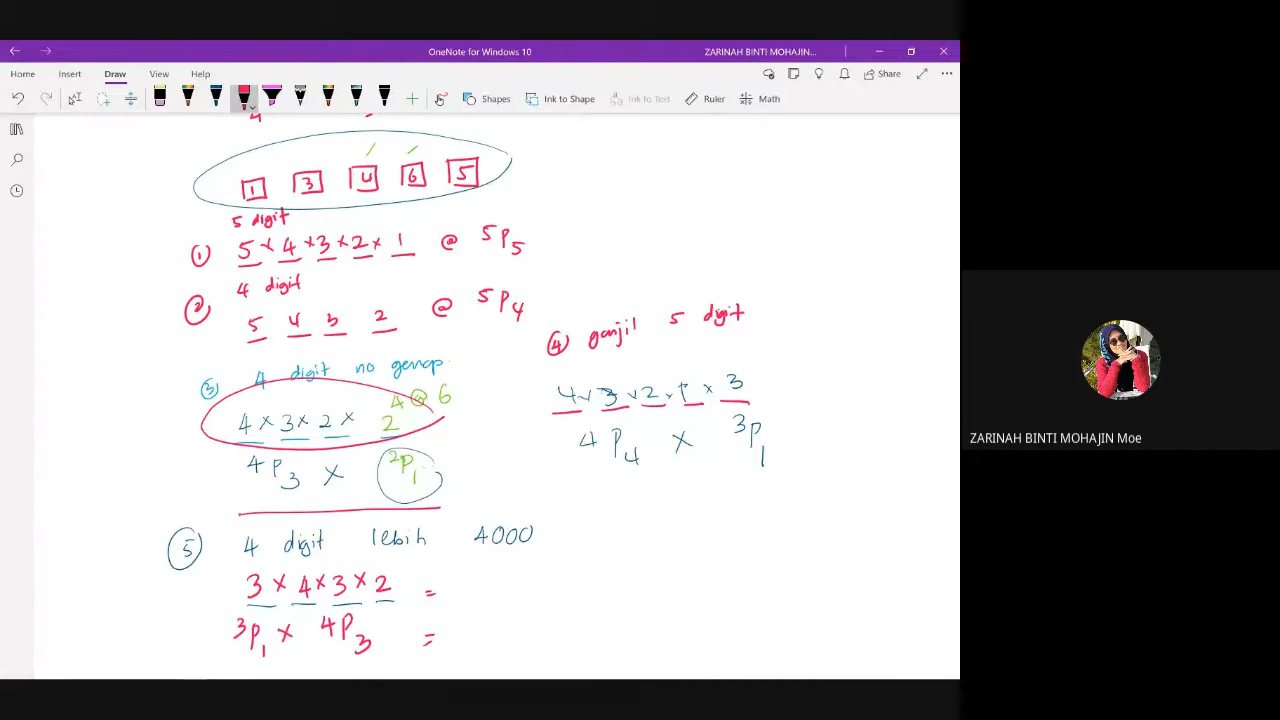 OneNote for Windows 10
ZARINAH BINTI MOHAJIN...
Home Insert Draw View Help
Share
Shapes Ink to Shape Ink to Text Ruler Math
4
1 3 4 6 5
5 digit
① 5 × 4 × 3 × 2 × 1 @ 5P5
4 digit
② 5 4 3 2 @ 5P4
④ ganjil 5 digit
③ 4 digit no genap.
4 @ 6
4 × 3 × 2 × 1 × 3
4 × 3 × 2 × 2
4P4 × 3P1
4P3 × 2P1
⑤ 4 digit lebih 4000
3 × 4 × 3 × 2 =
3P1 × 4P3 =
ZARINAH BINTI MOHAJIN Moe